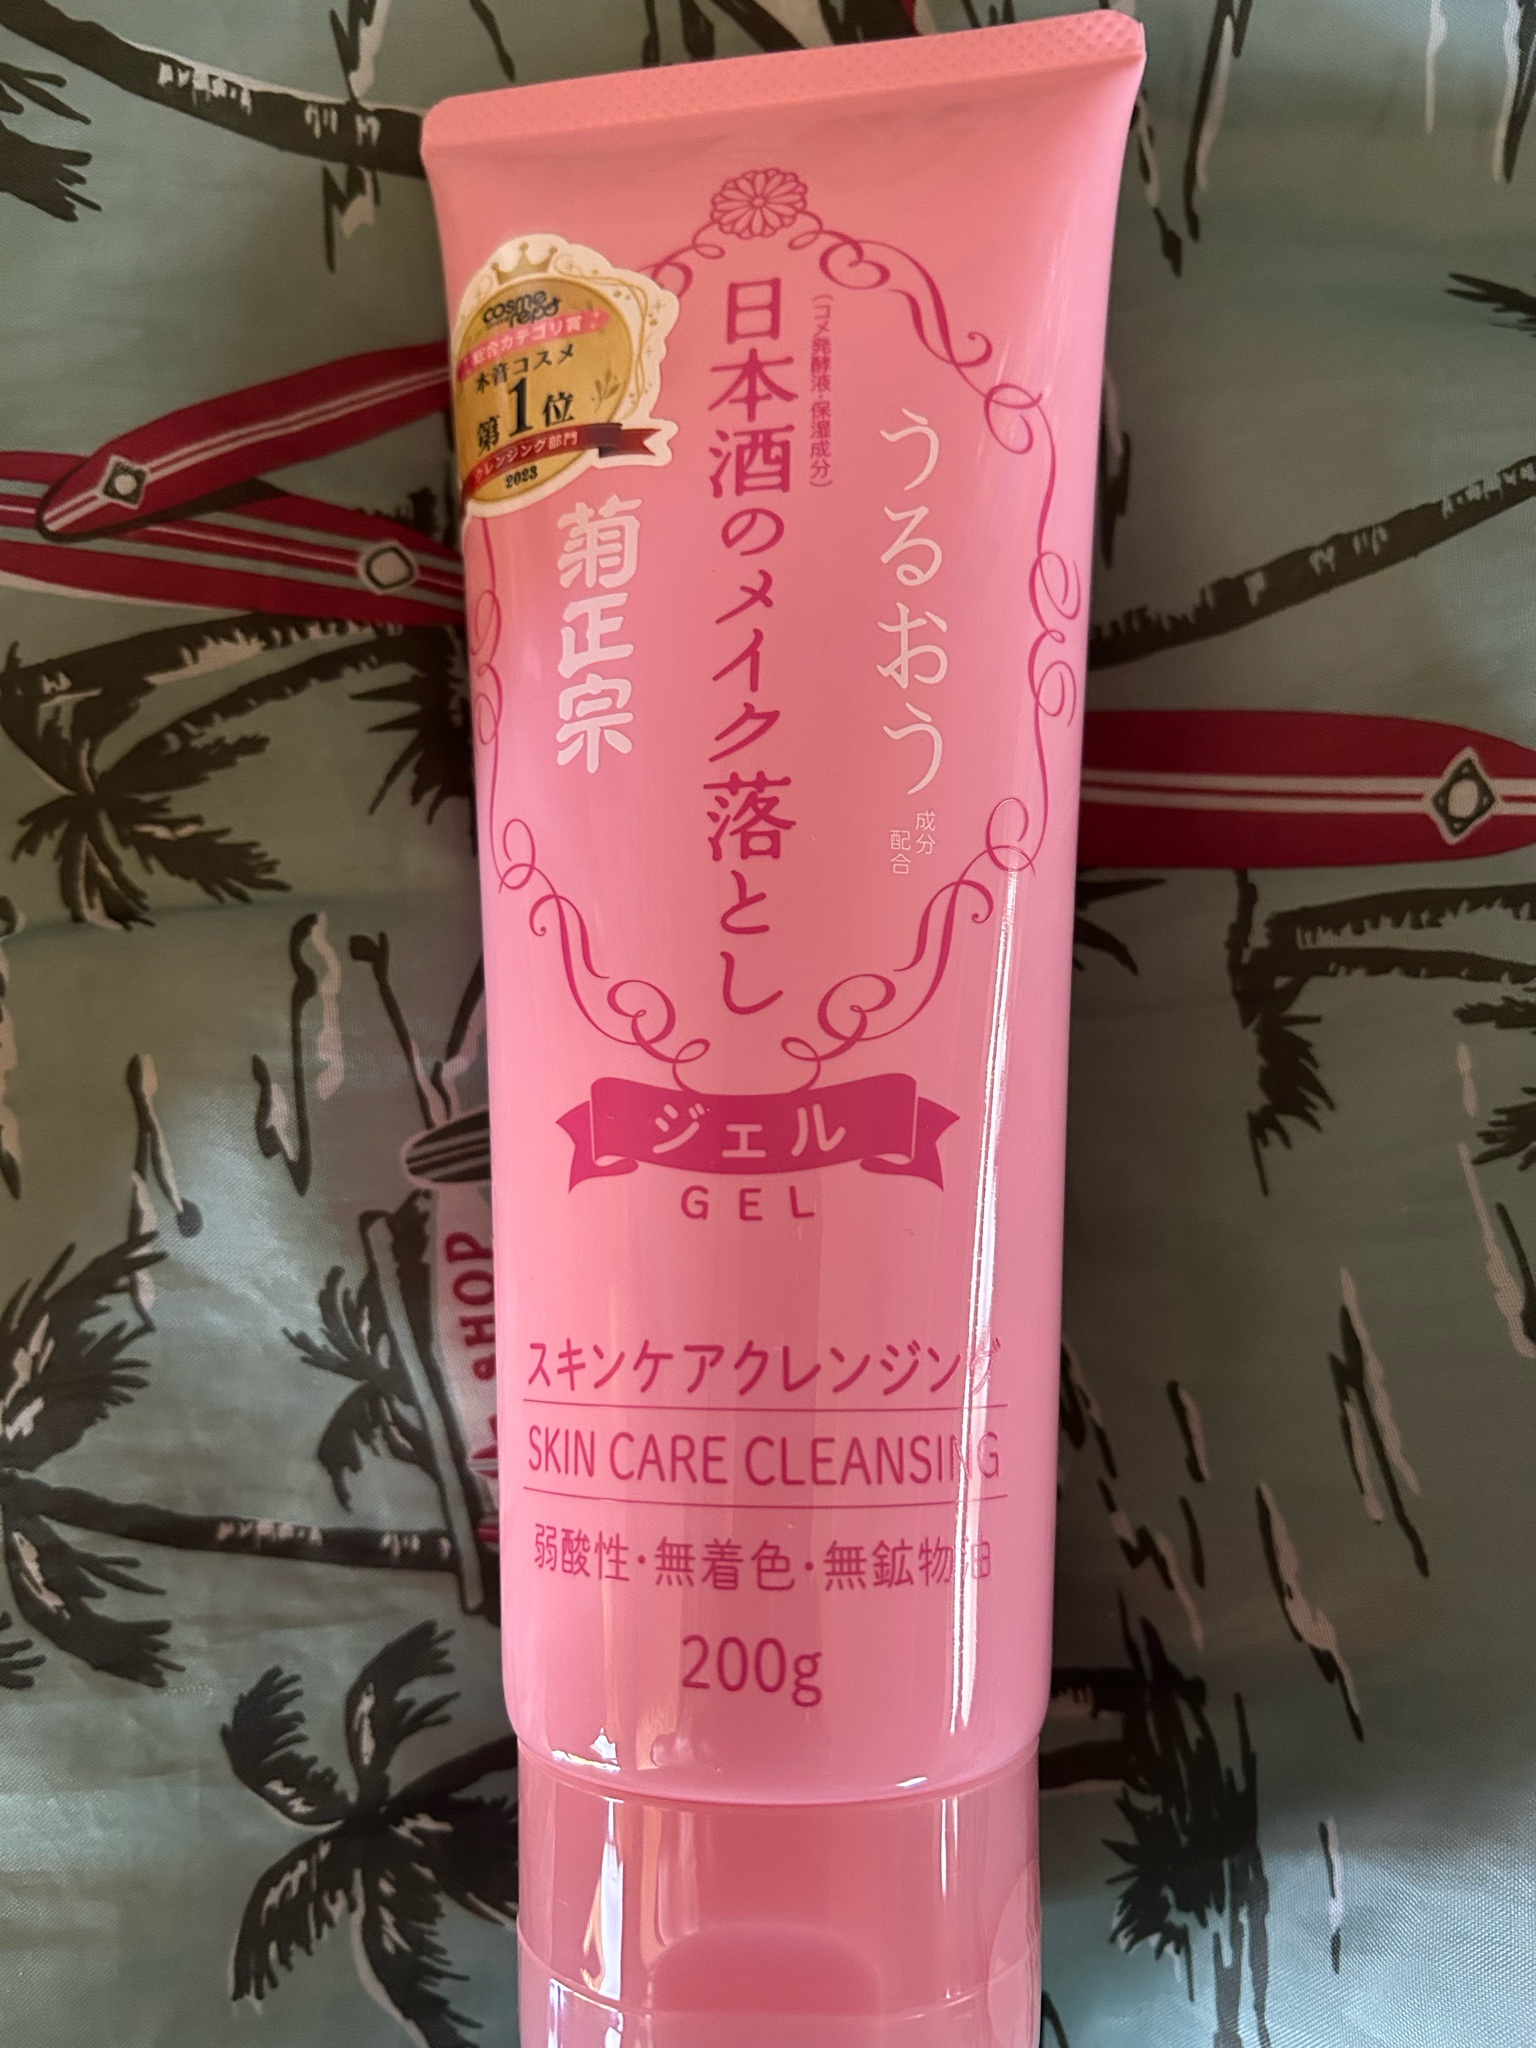 cosme
repo
総合カテゴリ賞
本音コスメ
第1位
クレンジング部門
2023
うるおう
成分
配合
(コメ発酵液・保湿成分)
日本酒のメイク落とし
菊正宗
ジェル
GEL
スキンケアクレンジング
SKIN CARE CLEANSING
弱酸性・無着色・無鉱物油
200g
SHOP